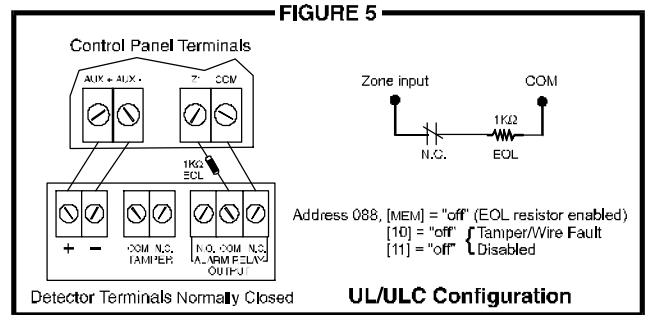 FIGURE 5
Control Panel Terminals
AUX + AUX - Z1 COM
1KΩ
EOL
+ - COM N.C. N.O. COM N.C.
TAMPER ALARM RELAY
OUTPUT
Detector Terminals Normally Closed
Zone input COM
1KΩ
N.C. EOL
Address 088, [MEM] = "off" (EOL resistor enabled)
[10] = "off" { Tamper/Wire Fault
[11] = "off" Disabled
UL/ULC Configuration